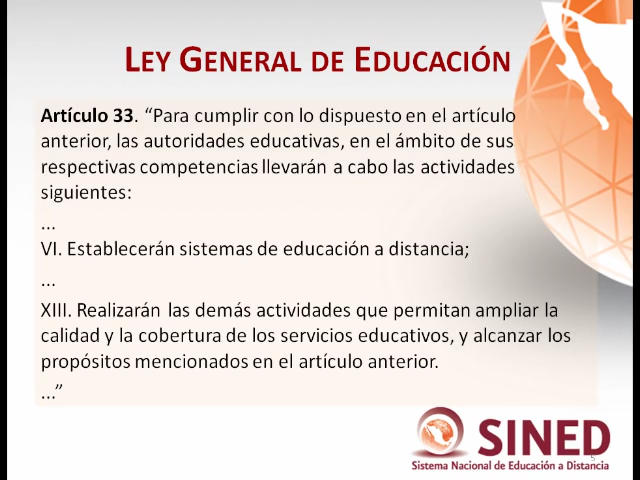 LEY GENERAL DE EDUCACIÓN
Artículo 33. “Para cumplir con lo dispuesto en el artículo
anterior, las autoridades educativas, en el ámbito de sus
respectivas competencias llevarán a cabo las actividades
siguientes:
...
VI. Establecerán sistemas de educación a distancia;
...
XIII. Realizarán las demás actividades que permitan ampliar la
calidad y la cobertura de los servicios educativos, y alcanzar los
propósitos mencionados en el artículo anterior.
...”
SINED
Sistema Nacional de Educación a Distancia
5